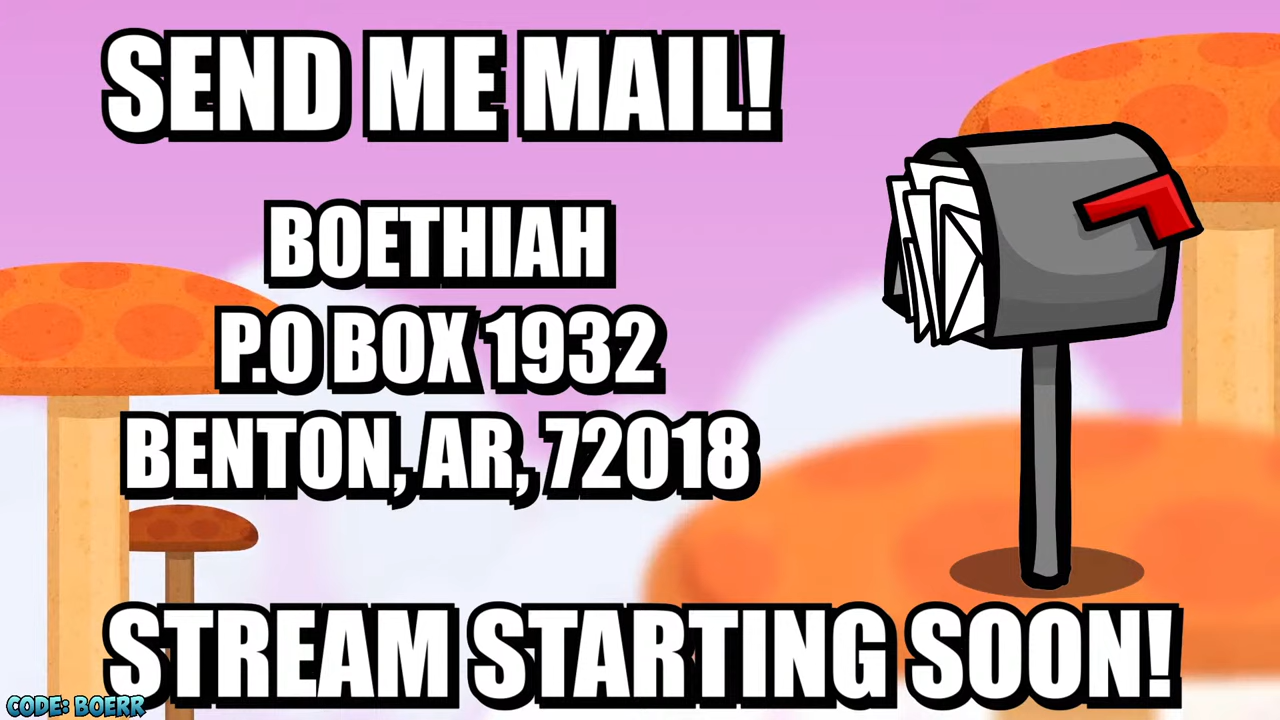 SEND ME MAIL!
BOETHIAH
P.O BOX 1932
BENTON, AR, 72018
STREAM STARTING SOON!
CODE: BOERR